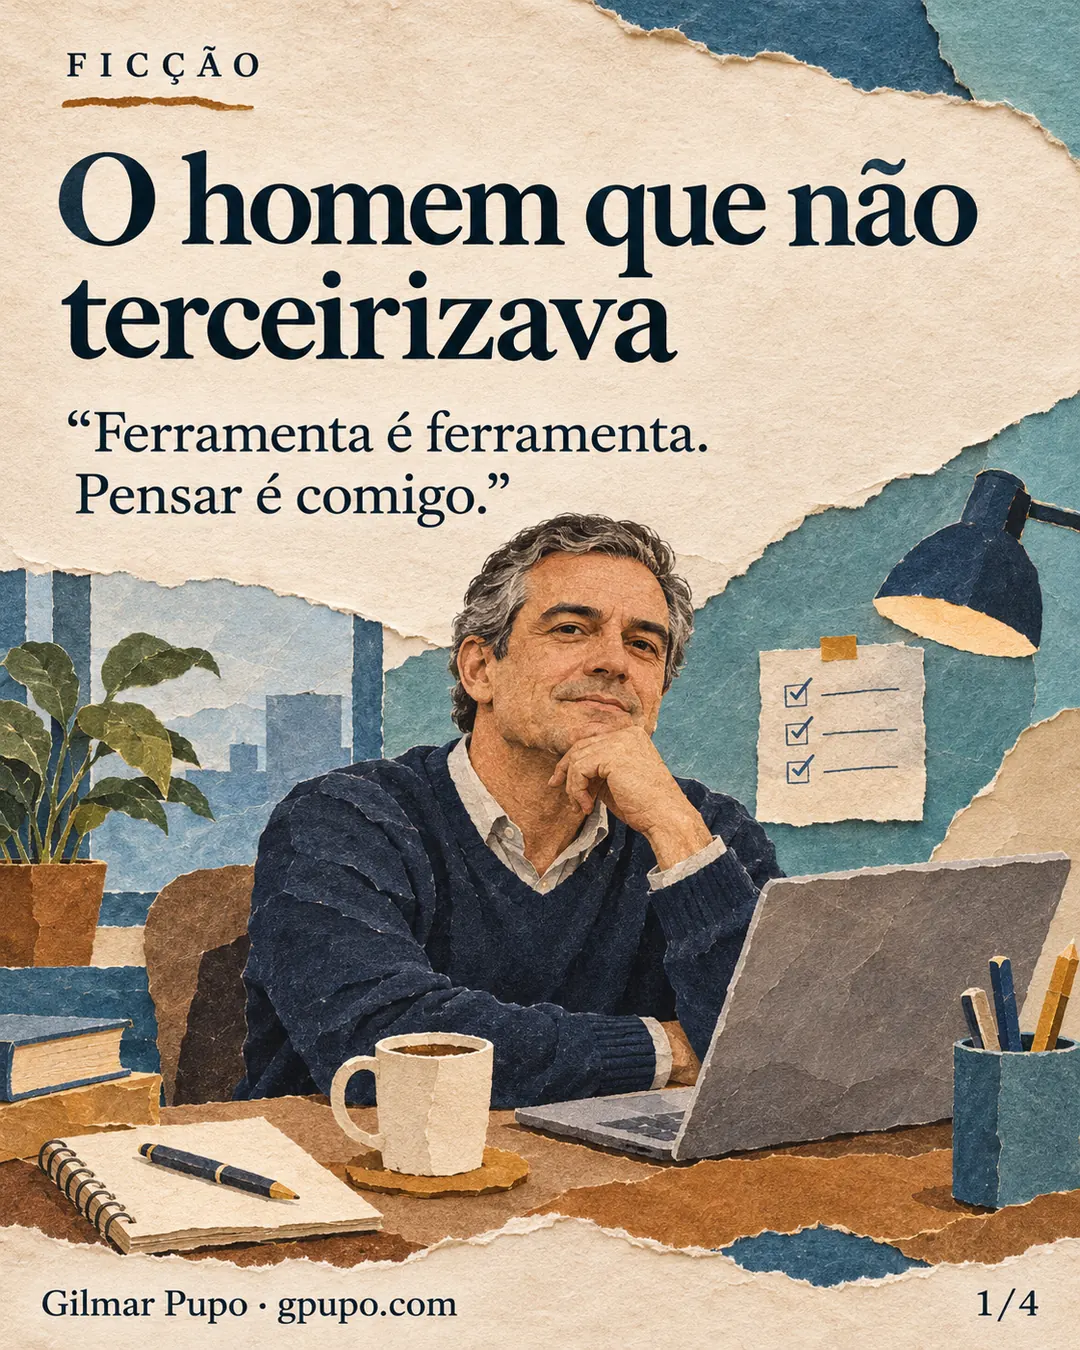 FICÇÃO
O homem que não
terceirizava
“Ferramenta é ferramenta.
Pensar é comigo.”
Gilmar Pupo · gpupo.com
1/4